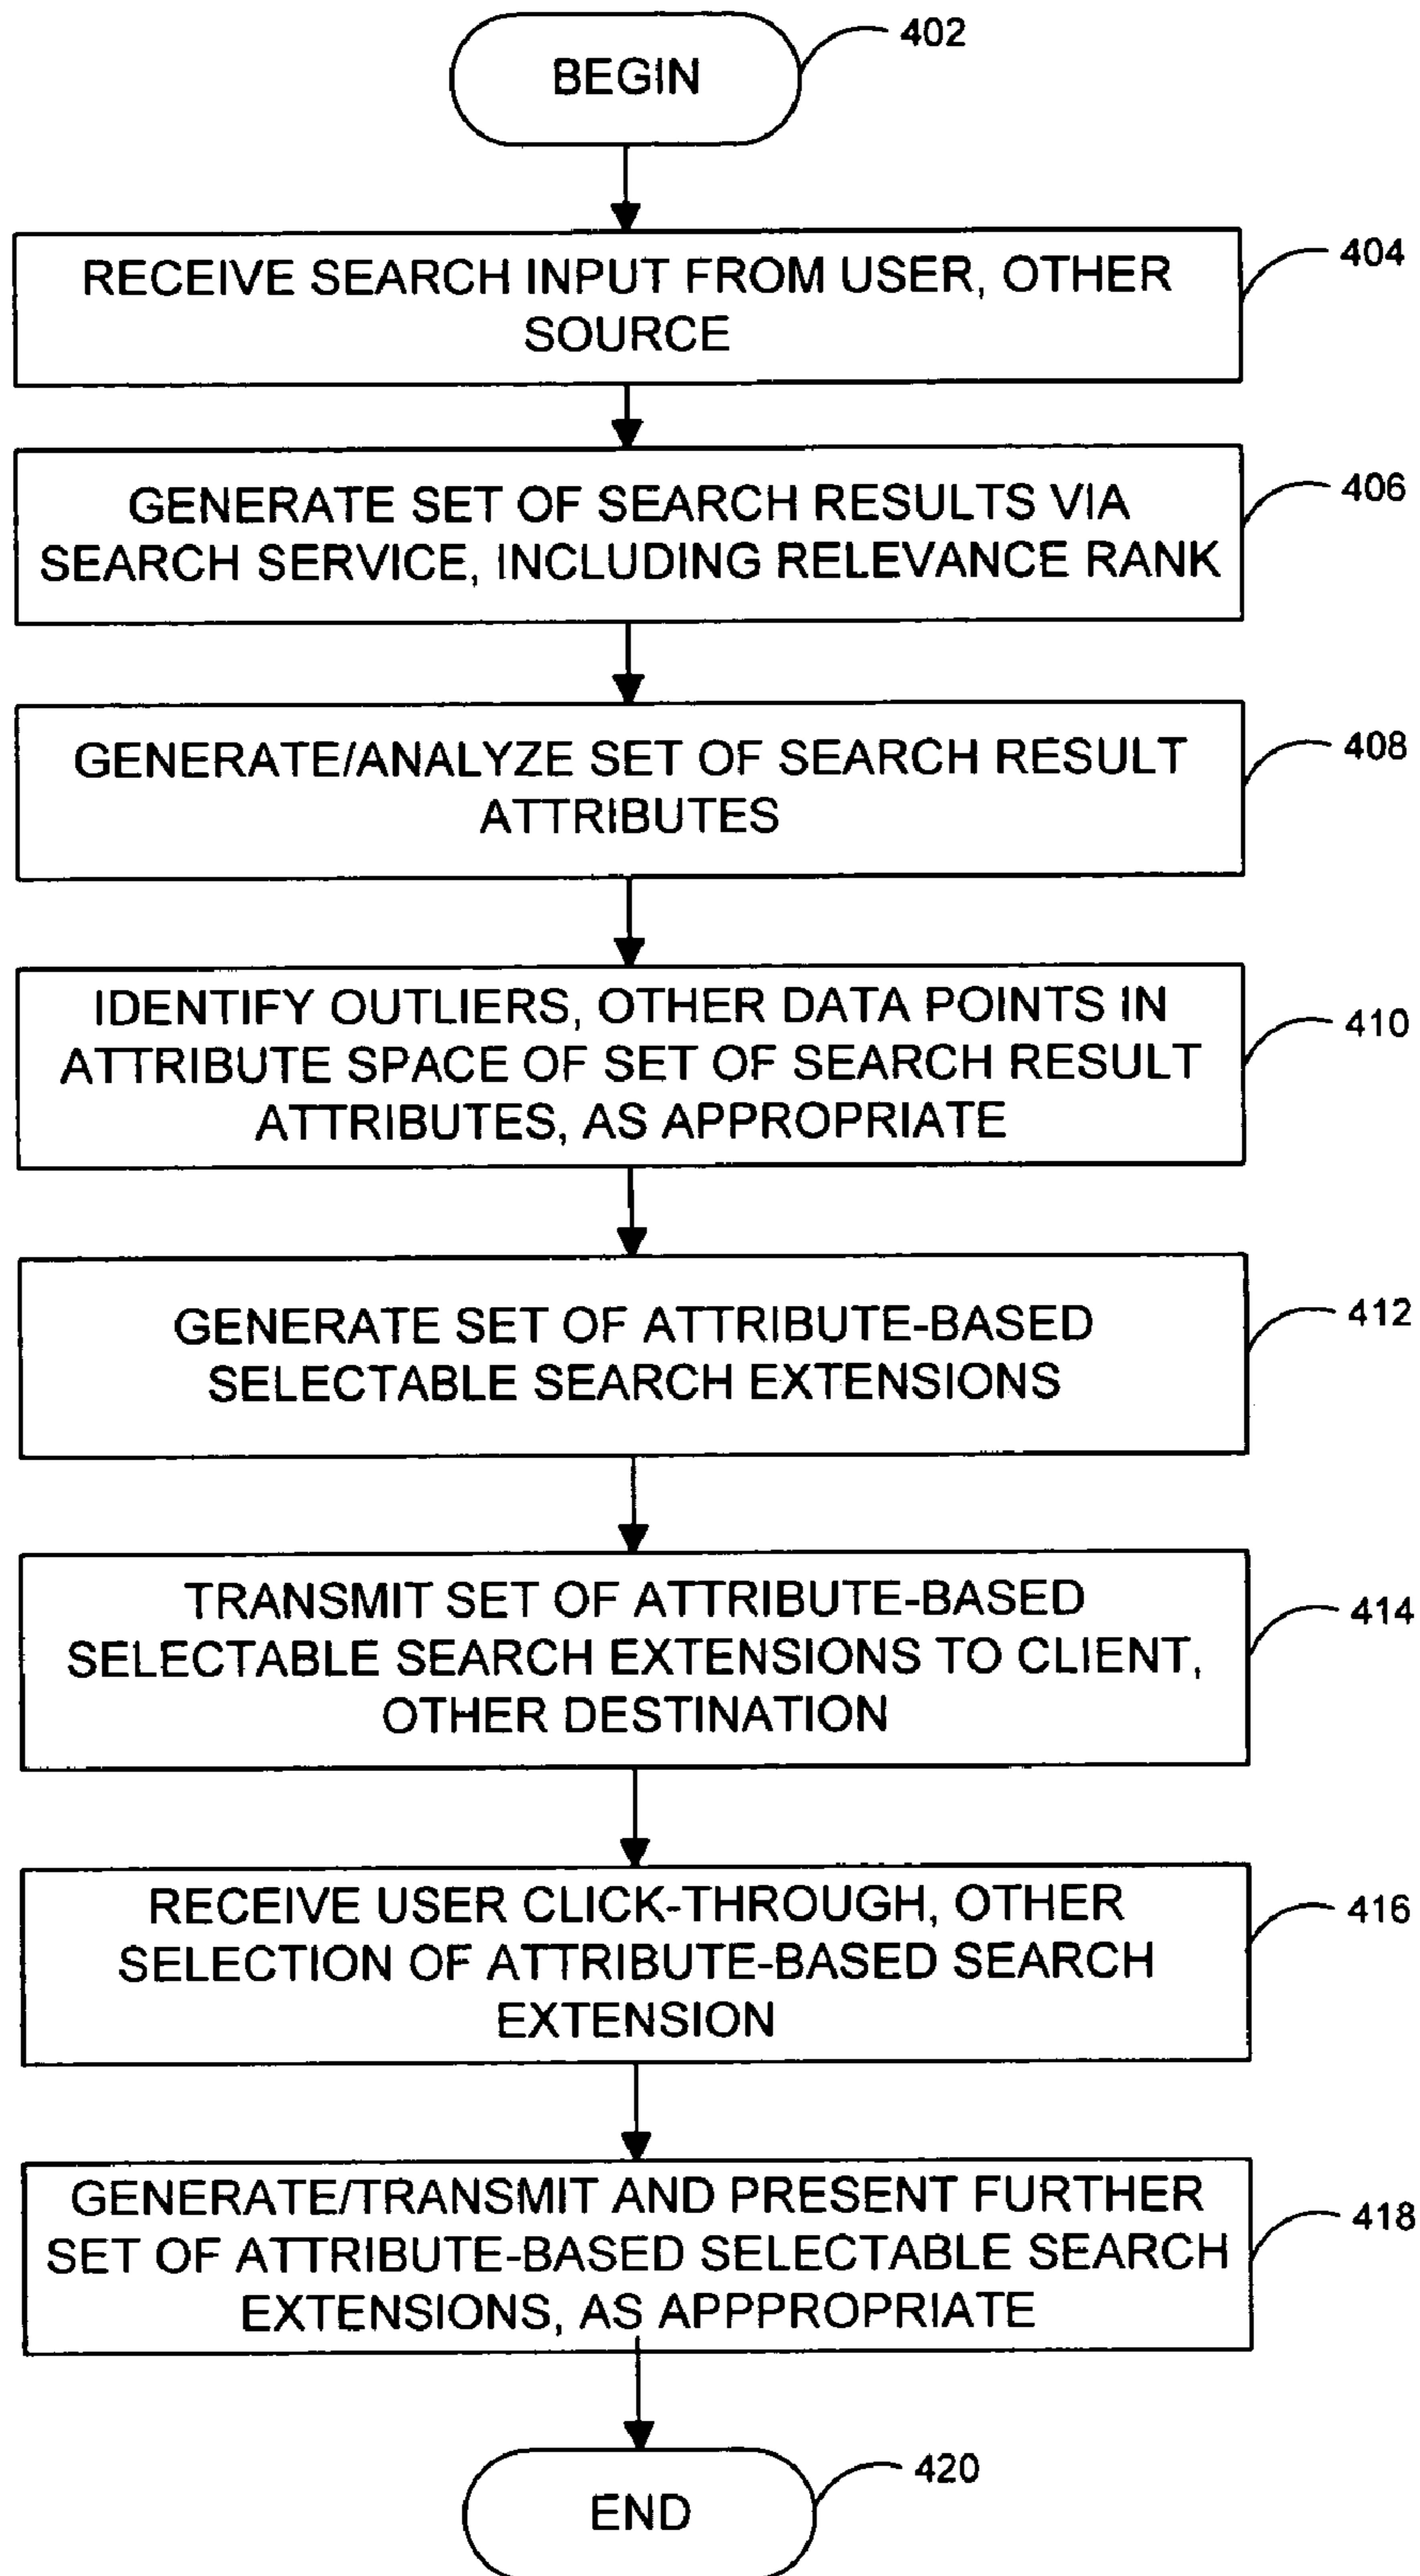 BEGIN
402
RECEIVE SEARCH INPUT FROM USER, OTHER
SOURCE
404
GENERATE SET OF SEARCH RESULTS VIA
SEARCH SERVICE, INCLUDING RELEVANCE RANK
406
GENERATE/ANALYZE SET OF SEARCH RESULT
ATTRIBUTES
408
IDENTIFY OUTLIERS, OTHER DATA POINTS IN
ATTRIBUTE SPACE OF SET OF SEARCH RESULT
ATTRIBUTES, AS APPROPRIATE
410
GENERATE SET OF ATTRIBUTE-BASED
SELECTABLE SEARCH EXTENSIONS
412
TRANSMIT SET OF ATTRIBUTE-BASED
SELECTABLE SEARCH EXTENSIONS TO CLIENT,
OTHER DESTINATION
414
RECEIVE USER CLICK-THROUGH, OTHER
SELECTION OF ATTRIBUTE-BASED SEARCH
EXTENSION
416
GENERATE/TRANSMIT AND PRESENT FURTHER
SET OF ATTRIBUTE-BASED SELECTABLE SEARCH
EXTENSIONS, AS APPPROPRIATE
418
END
420